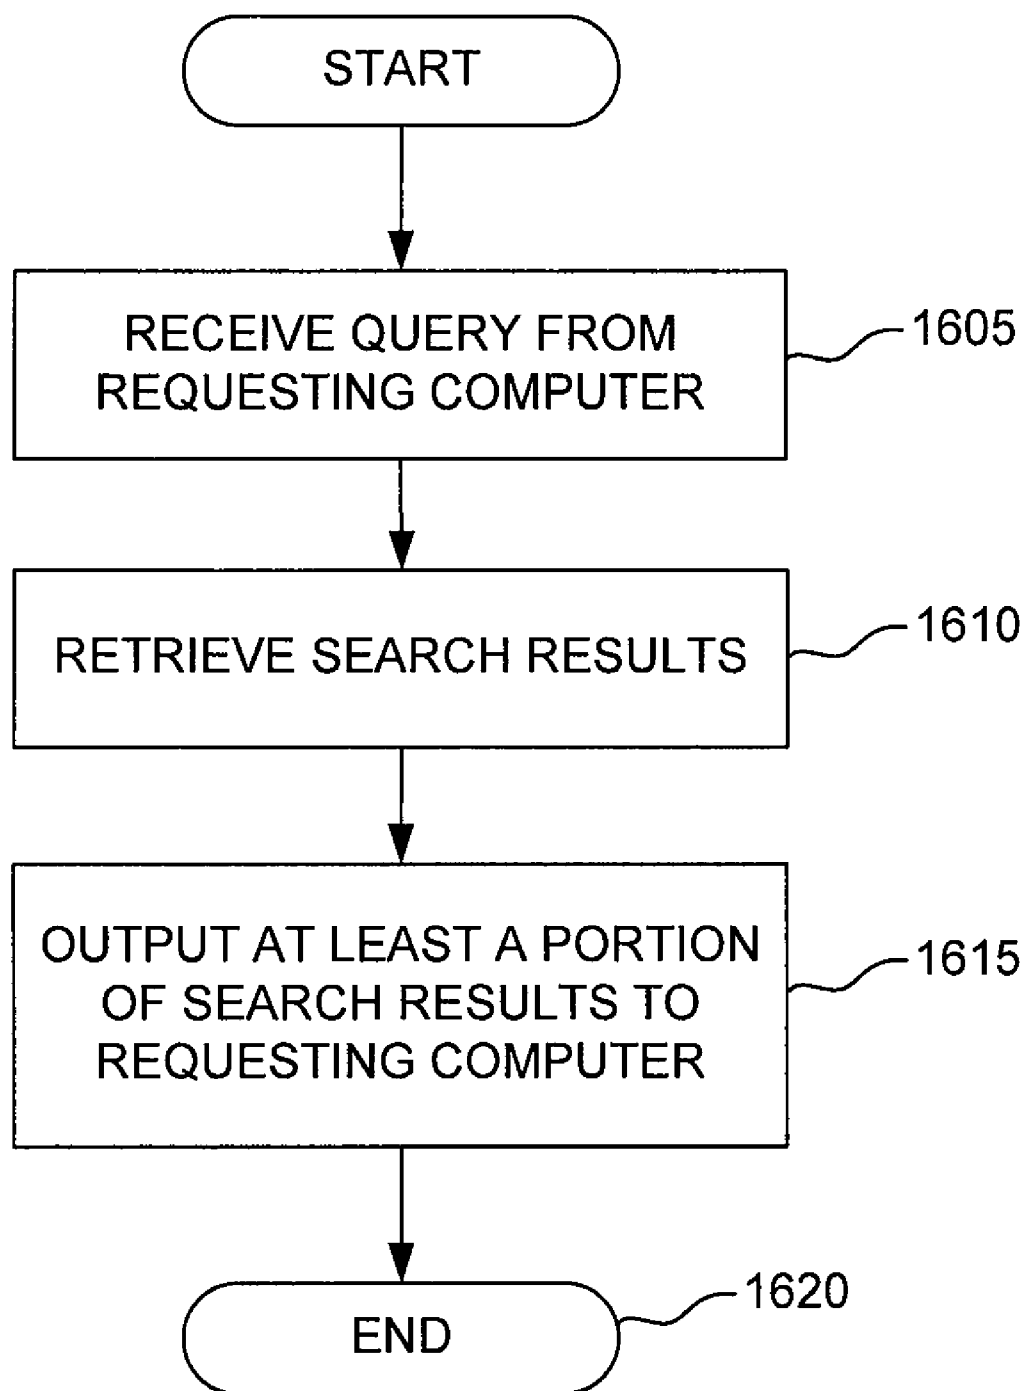 START
RECEIVE QUERY FROM
REQUESTING COMPUTER
1605
RETRIEVE SEARCH RESULTS
1610
OUTPUT AT LEAST A PORTION
OF SEARCH RESULTS TO
REQUESTING COMPUTER
1615
END
1620